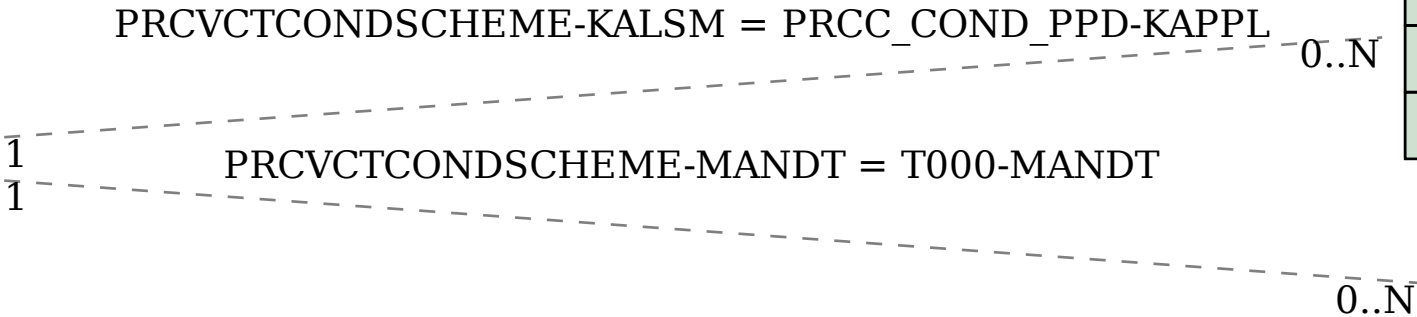 PRCVCTCONDSCHEME-KALSM = PRCC_COND_PPD-KAPPL
0..N
1
PRCVCTCONDSCHEME-MANDT = T000-MANDT
1
0..N